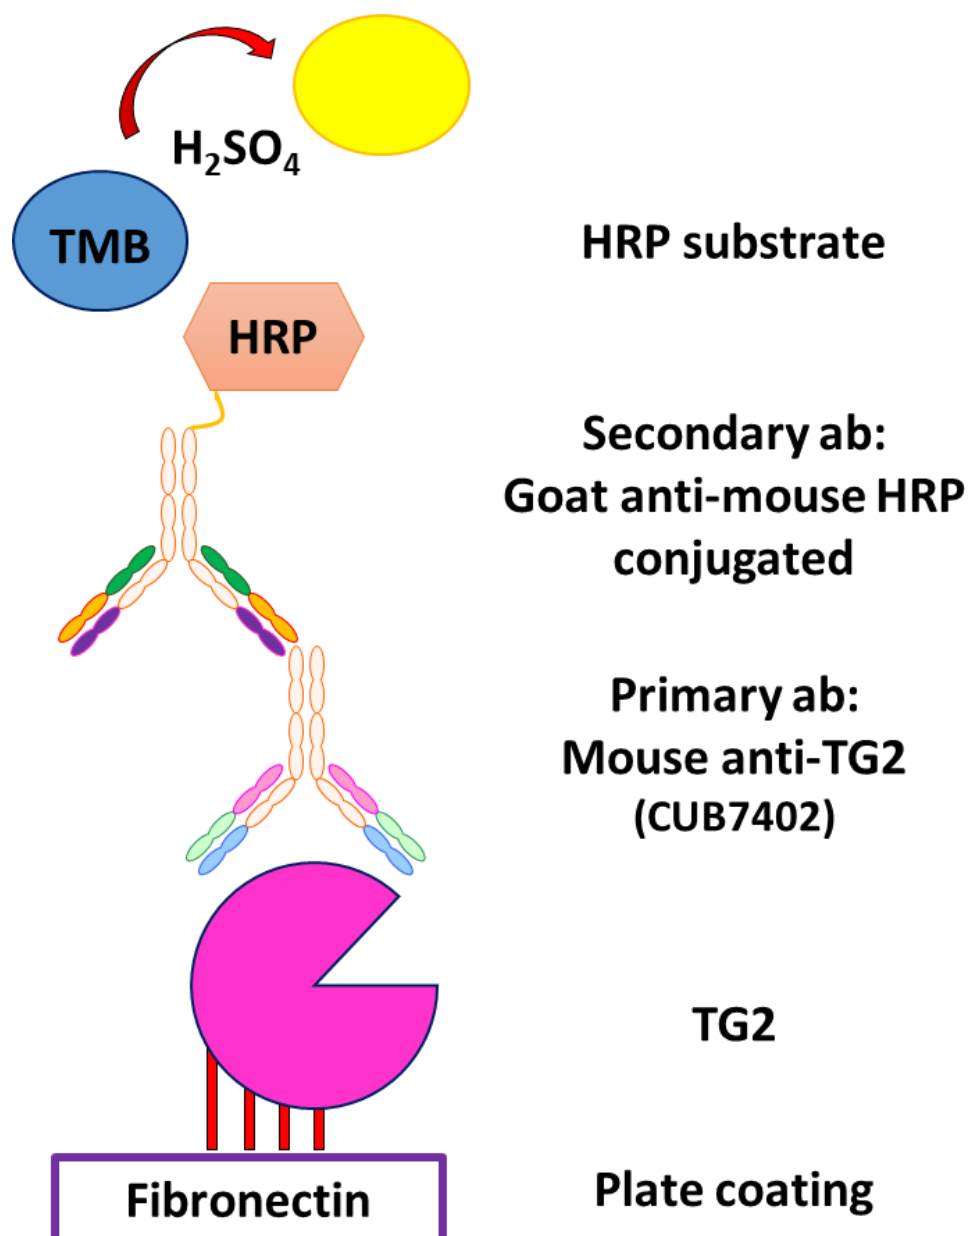 H₂SO₄
TMB
HRP substrate
HRP
Secondary ab:
Goat anti-mouse HRP
conjugated
Primary ab:
Mouse anti-TG2
(CUB7402)
TG2
Fibronectin
Plate coating